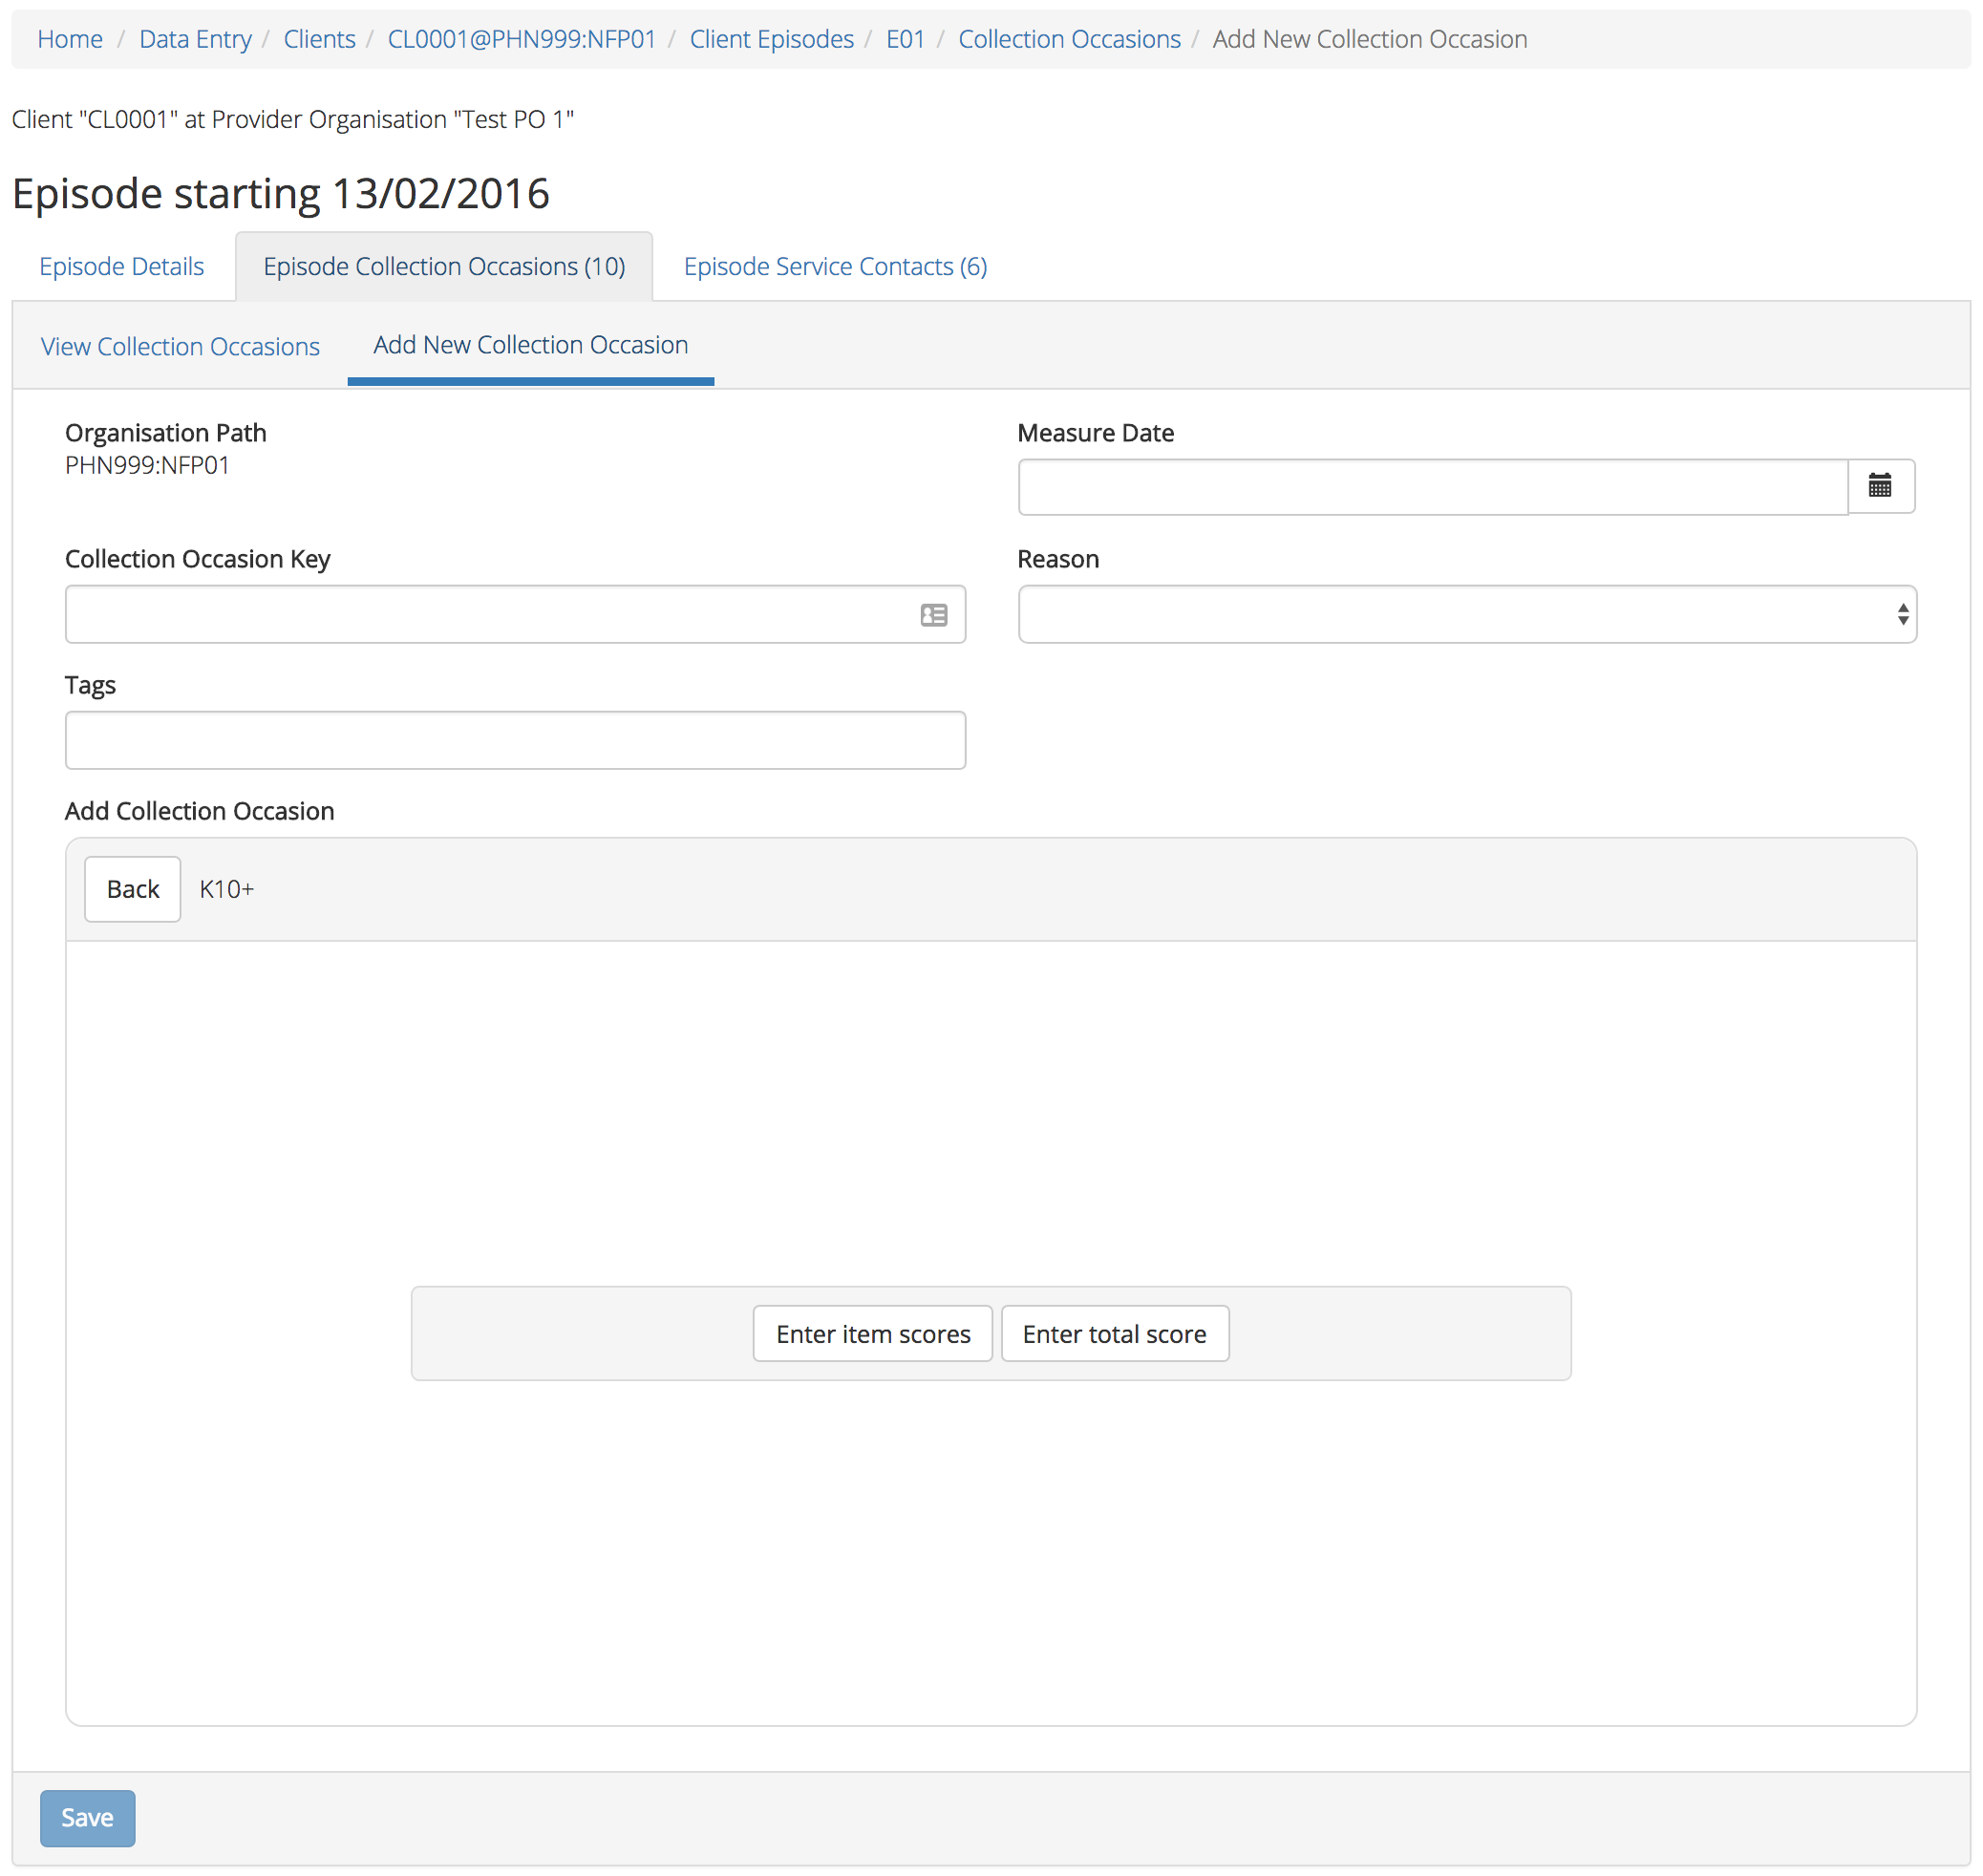 Home / Data Entry / Clients / CL0001@PHN999:NFP01 / Client Episodes / E01 / Collection Occasions / Add New Collection Occasion
Client "CL0001" at Provider Organisation "Test PO 1"
Episode starting 13/02/2016
Episode Details Episode Collection Occasions (10) Episode Service Contacts (6)
View Collection Occasions Add New Collection Occasion
Organisation Path
PHN999:NFP01
Measure Date
Collection Occasion Key
Reason
Tags
Add Collection Occasion
Back K10+
Enter item scores Enter total score
Save